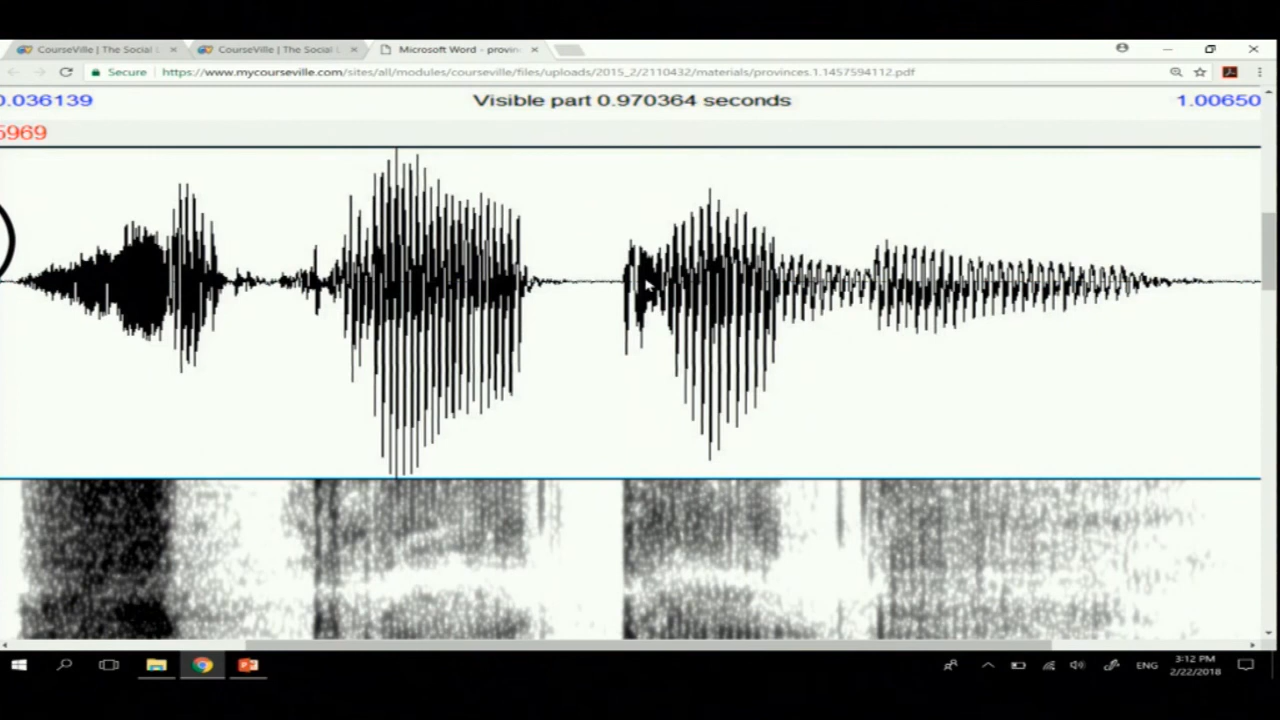 CourseVille | The Social L
CourseVille | The Social L
Microsoft Word - provin
Secure
https://www.mycourseville.com/sites/all/modules/courseville/files/uploads/2015_2/2110432/materials/provinces.1.1457594112.pdf
0.036139
Visible part 0.970364 seconds
1.00650
5969
ENG
3:12 PM
2/22/2018